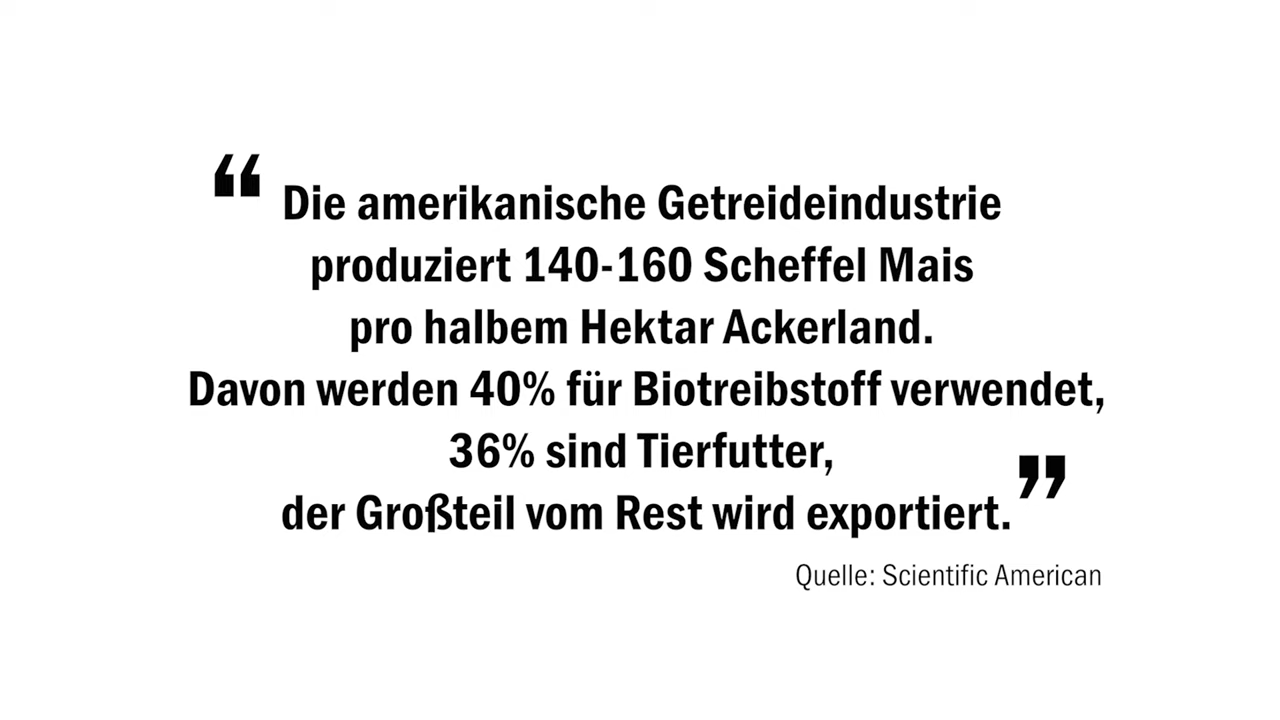 “ Die amerikanische Getreideindustrie
produziert 140-160 Scheffel Mais
pro halbem Hektar Ackerland.
Davon werden 40% für Biotreibstoff verwendet,
36% sind Tierfutter,
der Großteil vom Rest wird exportiert. ”
Quelle: Scientific American